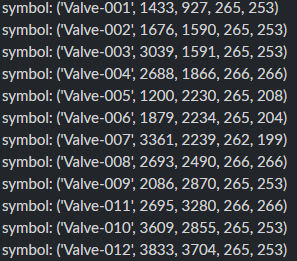 symbol: ('Valve-001', 1433, 927, 265, 253)
symbol: ('Valve-002', 1676, 1590, 265, 253)
symbol: ('Valve-003', 3039, 1591, 265, 253)
symbol: ('Valve-004', 2688, 1866, 266, 266)
symbol: ('Valve-005', 1200, 2230, 265, 208)
symbol: ('Valve-006', 1879, 2234, 265, 204)
symbol: ('Valve-007', 3361, 2239, 262, 199)
symbol: ('Valve-008', 2693, 2490, 266, 266)
symbol: ('Valve-009', 2086, 2870, 265, 253)
symbol: ('Valve-011', 2695, 3280, 266, 266)
symbol: ('Valve-010', 3609, 2855, 265, 253)
symbol: ('Valve-012', 3833, 3704, 265, 253)